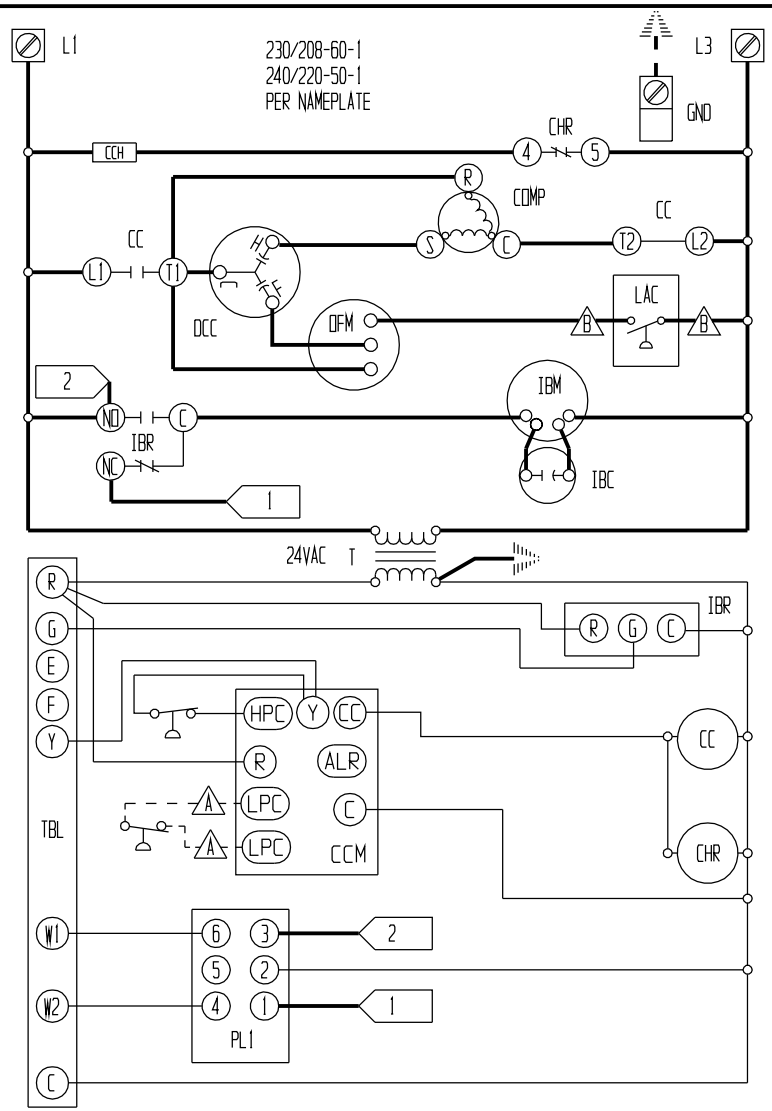 L1
230/208-60-1
240/220-50-1
PER NAMEPLATE
L3
GND
CCH
CHR
4
5
R
COMP
CC
S
C
T2
L2
CC
L1
T1
H
C
F
DCC
OFM
LAC
B
B
2
NO
C
IBR
NC
1
IBM
IBC
24VAC
T
R
G
E
F
Y
TBL
W1
W2
C
IBR
R
G
C
HPC
Y
CC
R
ALR
A
LPC
C
A
LPC
CCM
CC
CHR
6
3
2
5
2
4
1
1
PL1